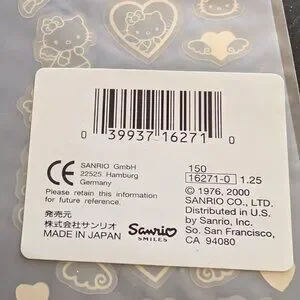 0 39937 16271 0
CE
SANRIO GmbH
22525 Hamburg
Germany
Please retain this information
for future reference.
発売元
株式会社サンリオ
MADE IN JAPAN
Sanrio
SMILES
150
16271-0 1.25
© 1976, 2000
SANRIO CO., LTD.
Distributed in U.S.
by Sanrio, Inc.
So. San Francisco,
CA 94080